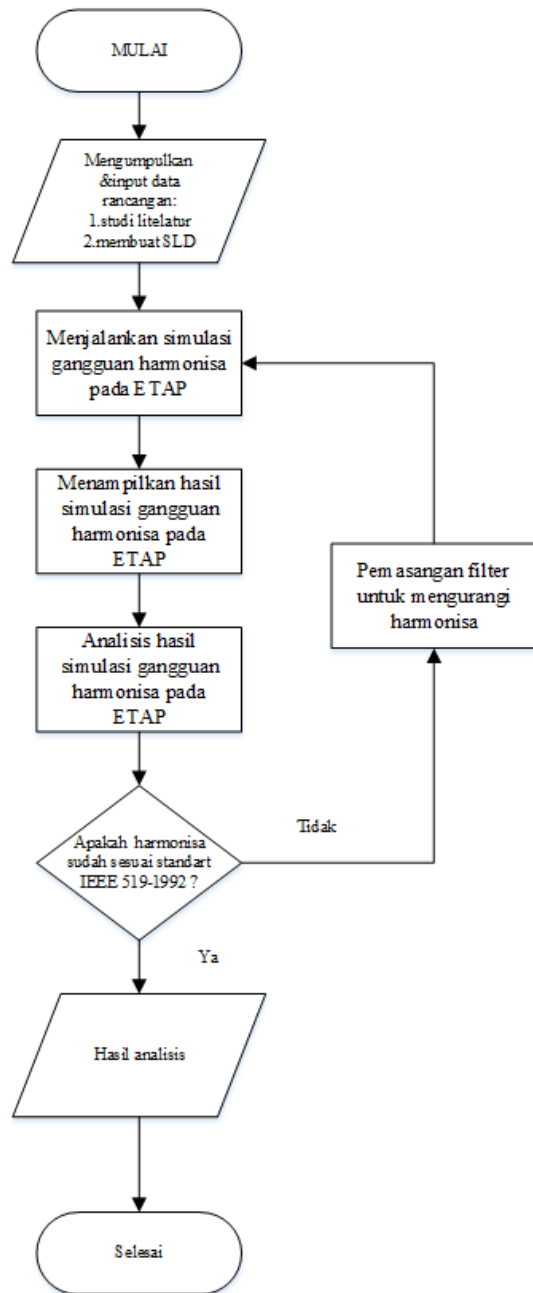 MULAI
Mengumpulkan
&input data
rancangan:
1.studi litelatur
2.membuat SLD
Menjalankan simulasi
gangguan harmonisa
pada ETAP
Menampilkan hasil
simulasi gangguan
harmonisa pada
ETAP
Pemasangan filter
untuk mengurangi
harmonisa
Analisis hasil
simulasi gangguan
harmonisa pada
ETAP
Apakah harmonisa
sudah sesuai standart
IEEE 519-1992 ?
Tidak
Ya
Hasil analisis
Selesai